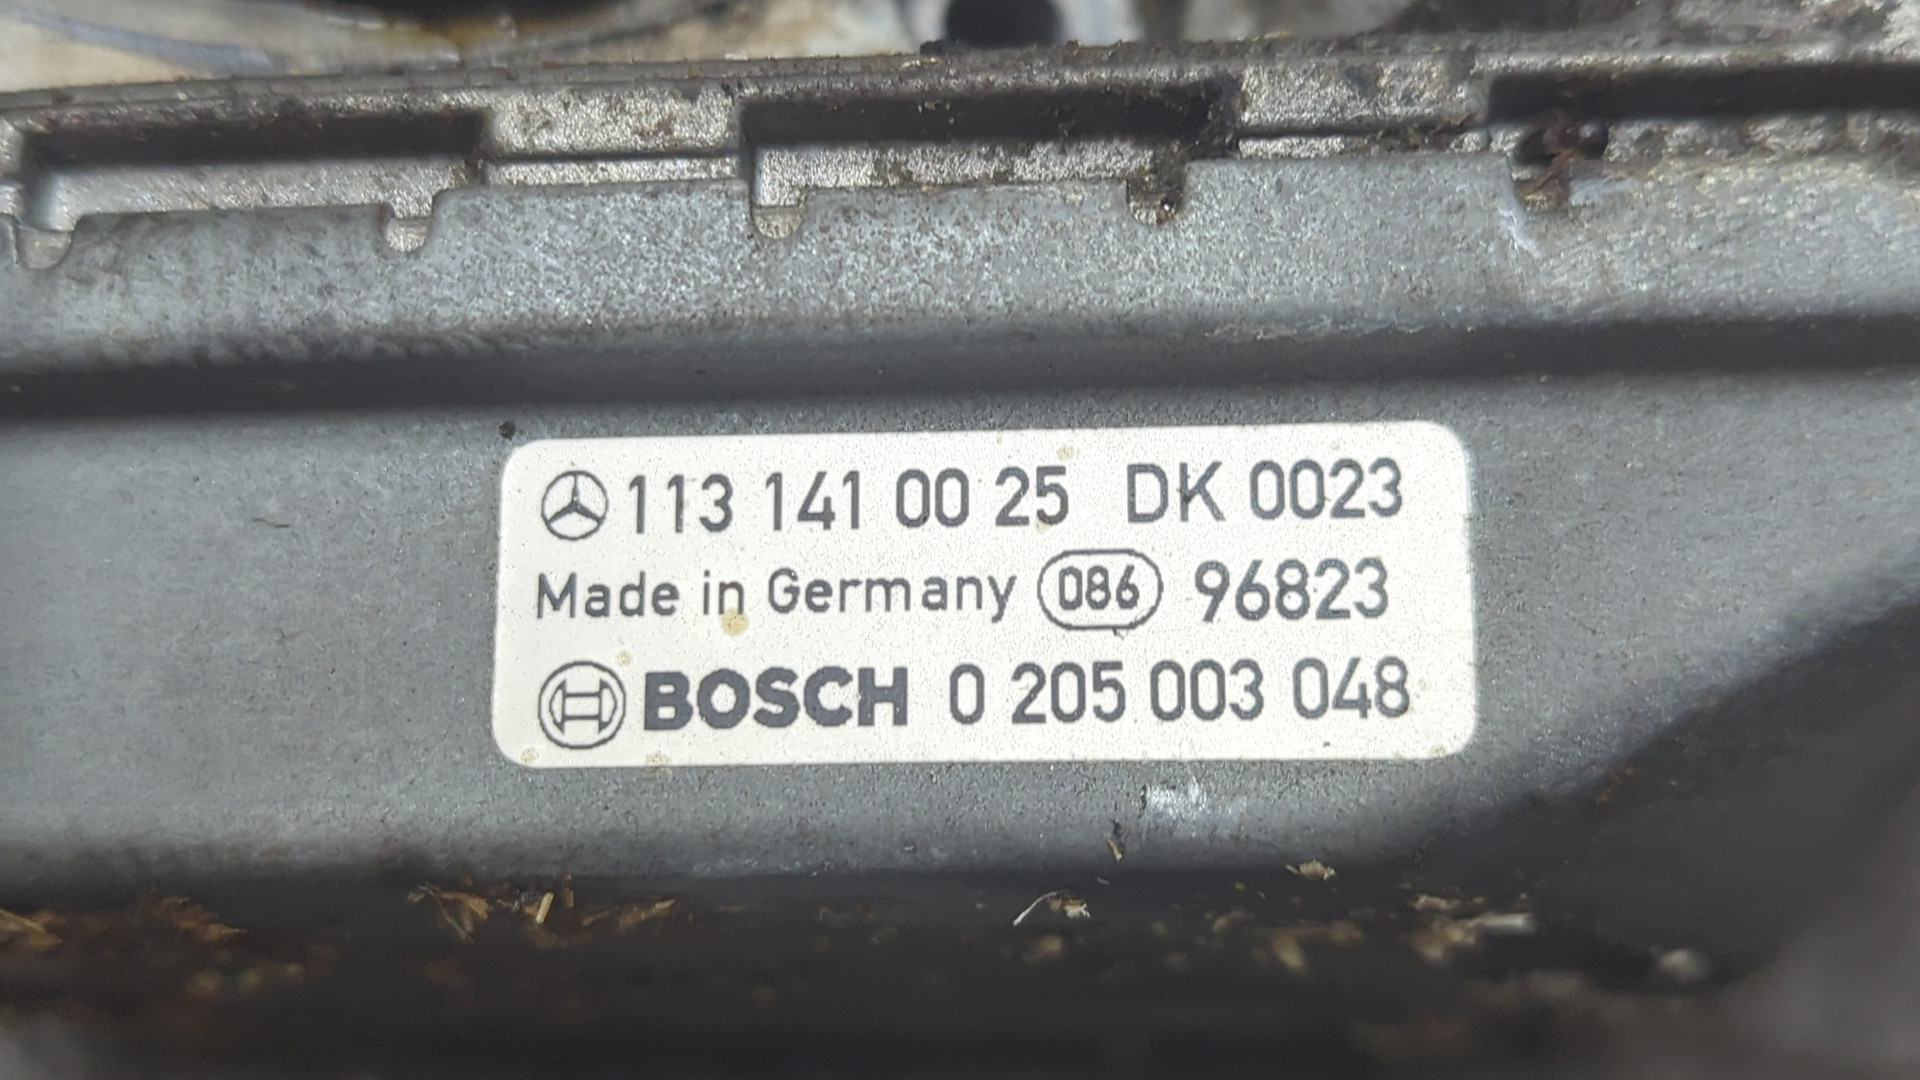 113 141 00 25 DK 0023
Made in Germany 086 96823
BOSCH 0 205 003 048